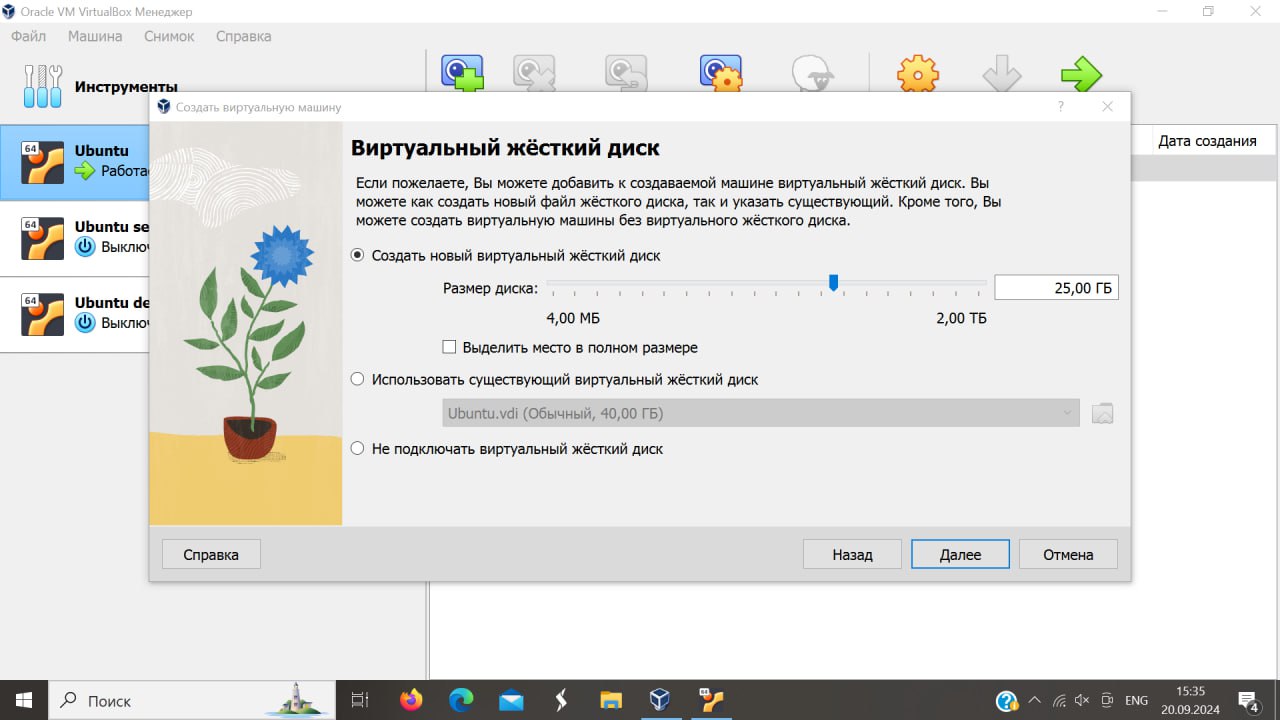 Oracle VM VirtualBox Менеджер
Файл Машина Снимок Справка
Инструменты
64
Ubuntu
Работа
64
Ubuntu se
Выключ
64
Ubuntu de
Выключ
Дата создания
Создать виртуальную машину
?
Виртуальный жёсткий диск
Если пожелаете, Вы можете добавить к создаваемой машине виртуальный жёсткий диск. Вы
можете как создать новый файл жёсткого диска, так и указать существующий. Кроме того, Вы
можете создать виртуальную машины без виртуального жёсткого диска.
Создать новый виртуальный жёсткий диск
Размер диска: 25,00 ГБ
4,00 МБ 2,00 ТБ
Выделить место в полном размере
Использовать существующий виртуальный жёсткий диск
Ubuntu.vdi (Обычный, 40,00 ГБ)
Не подключать виртуальный жёсткий диск
Справка Назад Далее Отмена
Поиск
64
ENG
15:35
20.09.2024
4